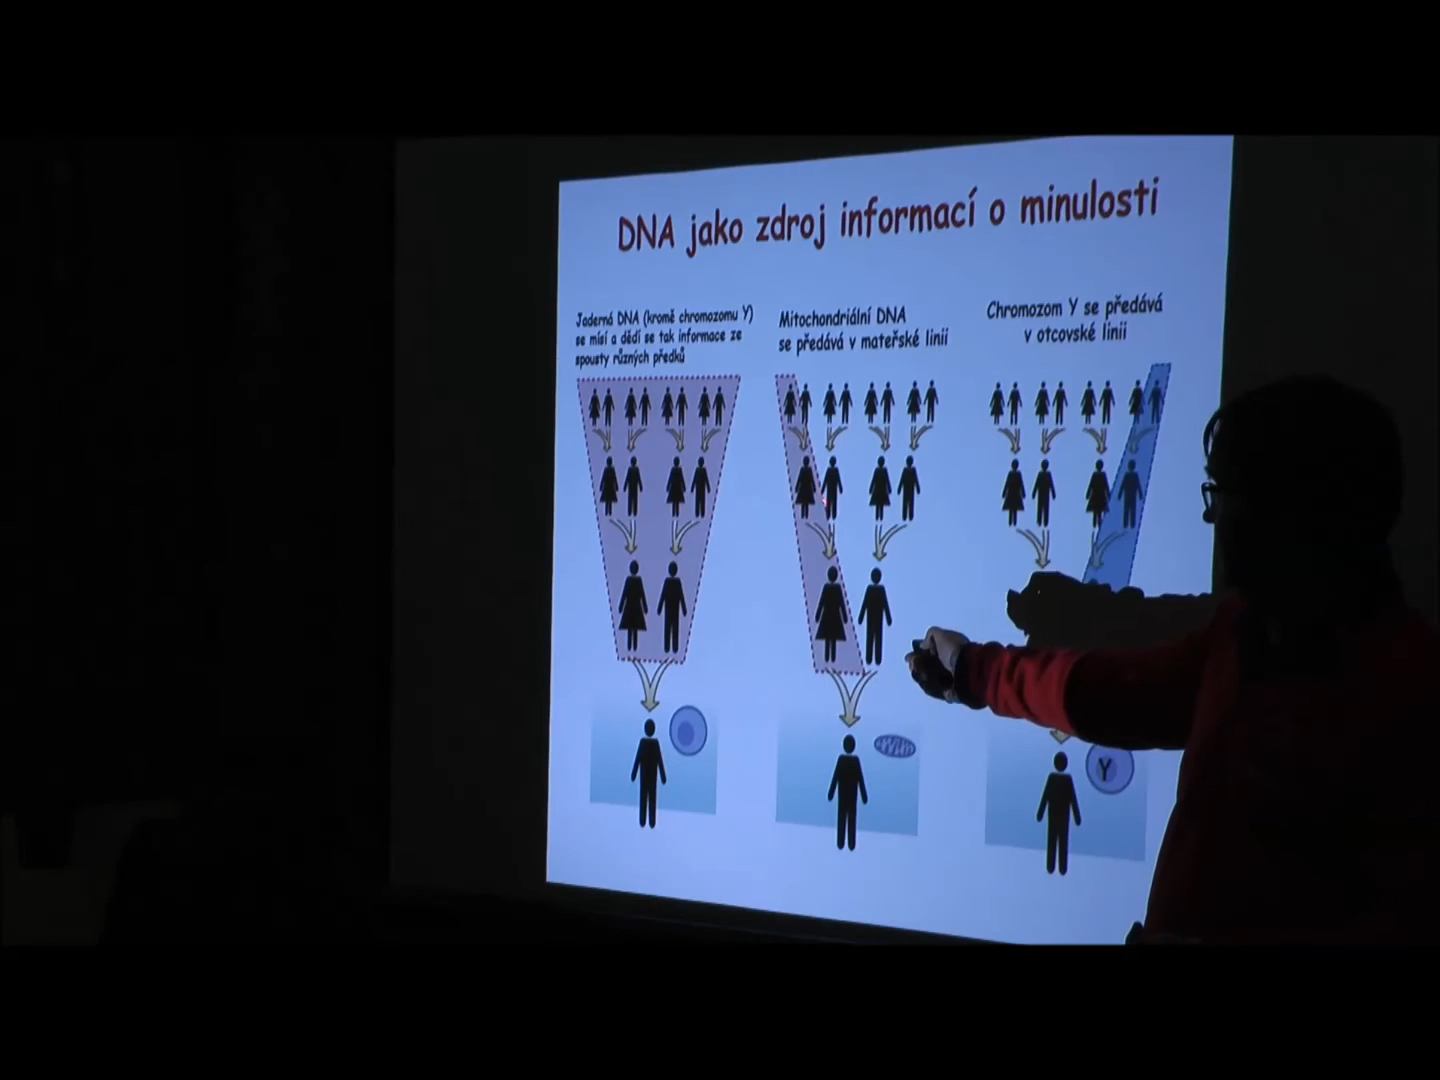 DNA jako zdroj informací o minulosti
Jaderná DNA (kromě chromozomu Y)
se mísí a dědí se tak informace ze
spousty různých předků
Mitochondriální DNA
se předává v mateřské linii
Chromozom Y se předává
v otcovské linii
Y